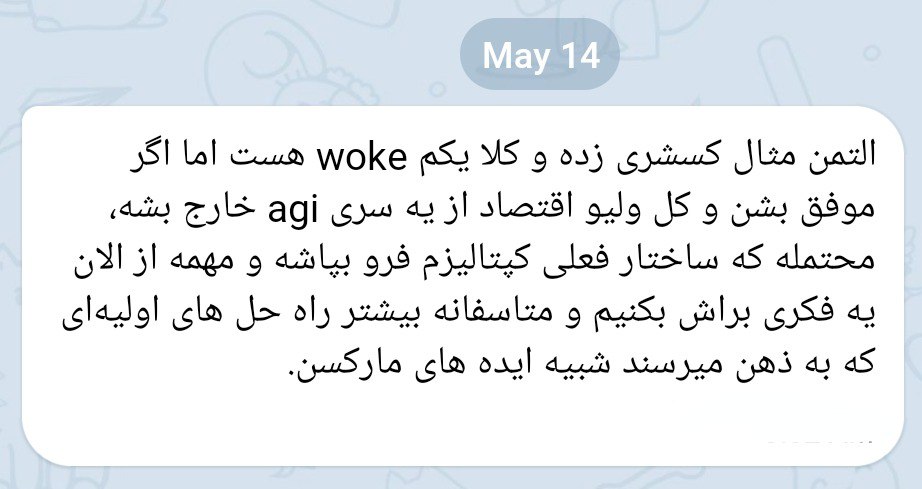 May 14
التمن مثال کسشری زده و کلا یکم woke هست اما اگر
موفق بشن و کل ولیو اقتصاد از یه سری agi خارج بشه،
محتمله که ساختار فعلی کپتالیزم فرو بپاشه و مهمه از الان
یه فکری براش بکنیم و متاسفانه بیشتر راه حل های اولیه‌ای
که به ذهن میرسند شبیه ایده های مارکسن.